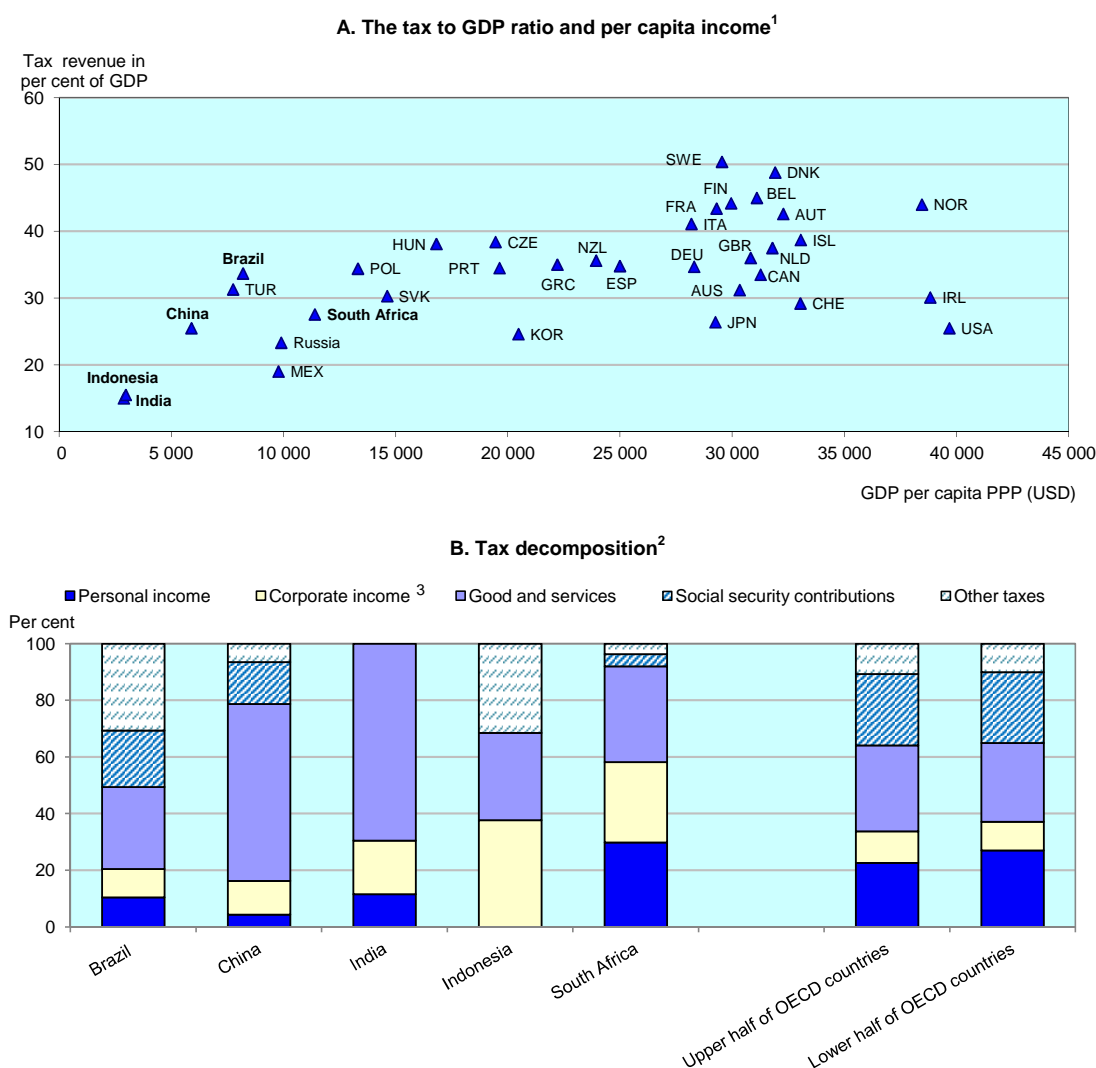 A. The tax to GDP ratio and per capita income1
Tax revenue in
per cent of GDP
60
50
40
30
20
10
SWE
DNK
FIN
BEL
FRA
ITA
AUT
NOR
HUN
CZE
NZL
DEU
GBR
ISL
NLD
Brazil
POL
PRT
GRC
ESP
CAN
TUR
SVK
AUS
China
South Africa
CHE
IRL
Russia
KOR
JPN
USA
MEX
Indonesia
India
0 5 000 10 000 15 000 20 000 25 000 30 000 35 000 40 000 45 000
GDP per capita PPP (USD)
B. Tax decomposition2
Personal income Corporate income 3 Good and services Social security contributions Other taxes
Per cent
100
80
60
40
20
0
Brazil
China
India
Indonesia
South Africa
Upper half of OECD countries
Lower half of OECD countries